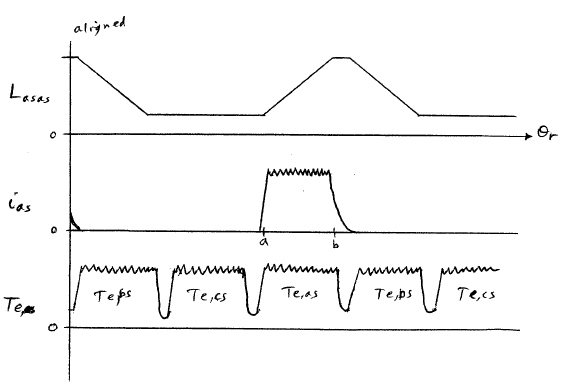 aligned
Lasas
0
θr
ias
0
a
b
Te,bs
Te,cs
Te,as
Te,bs
Te,cs
Te
0